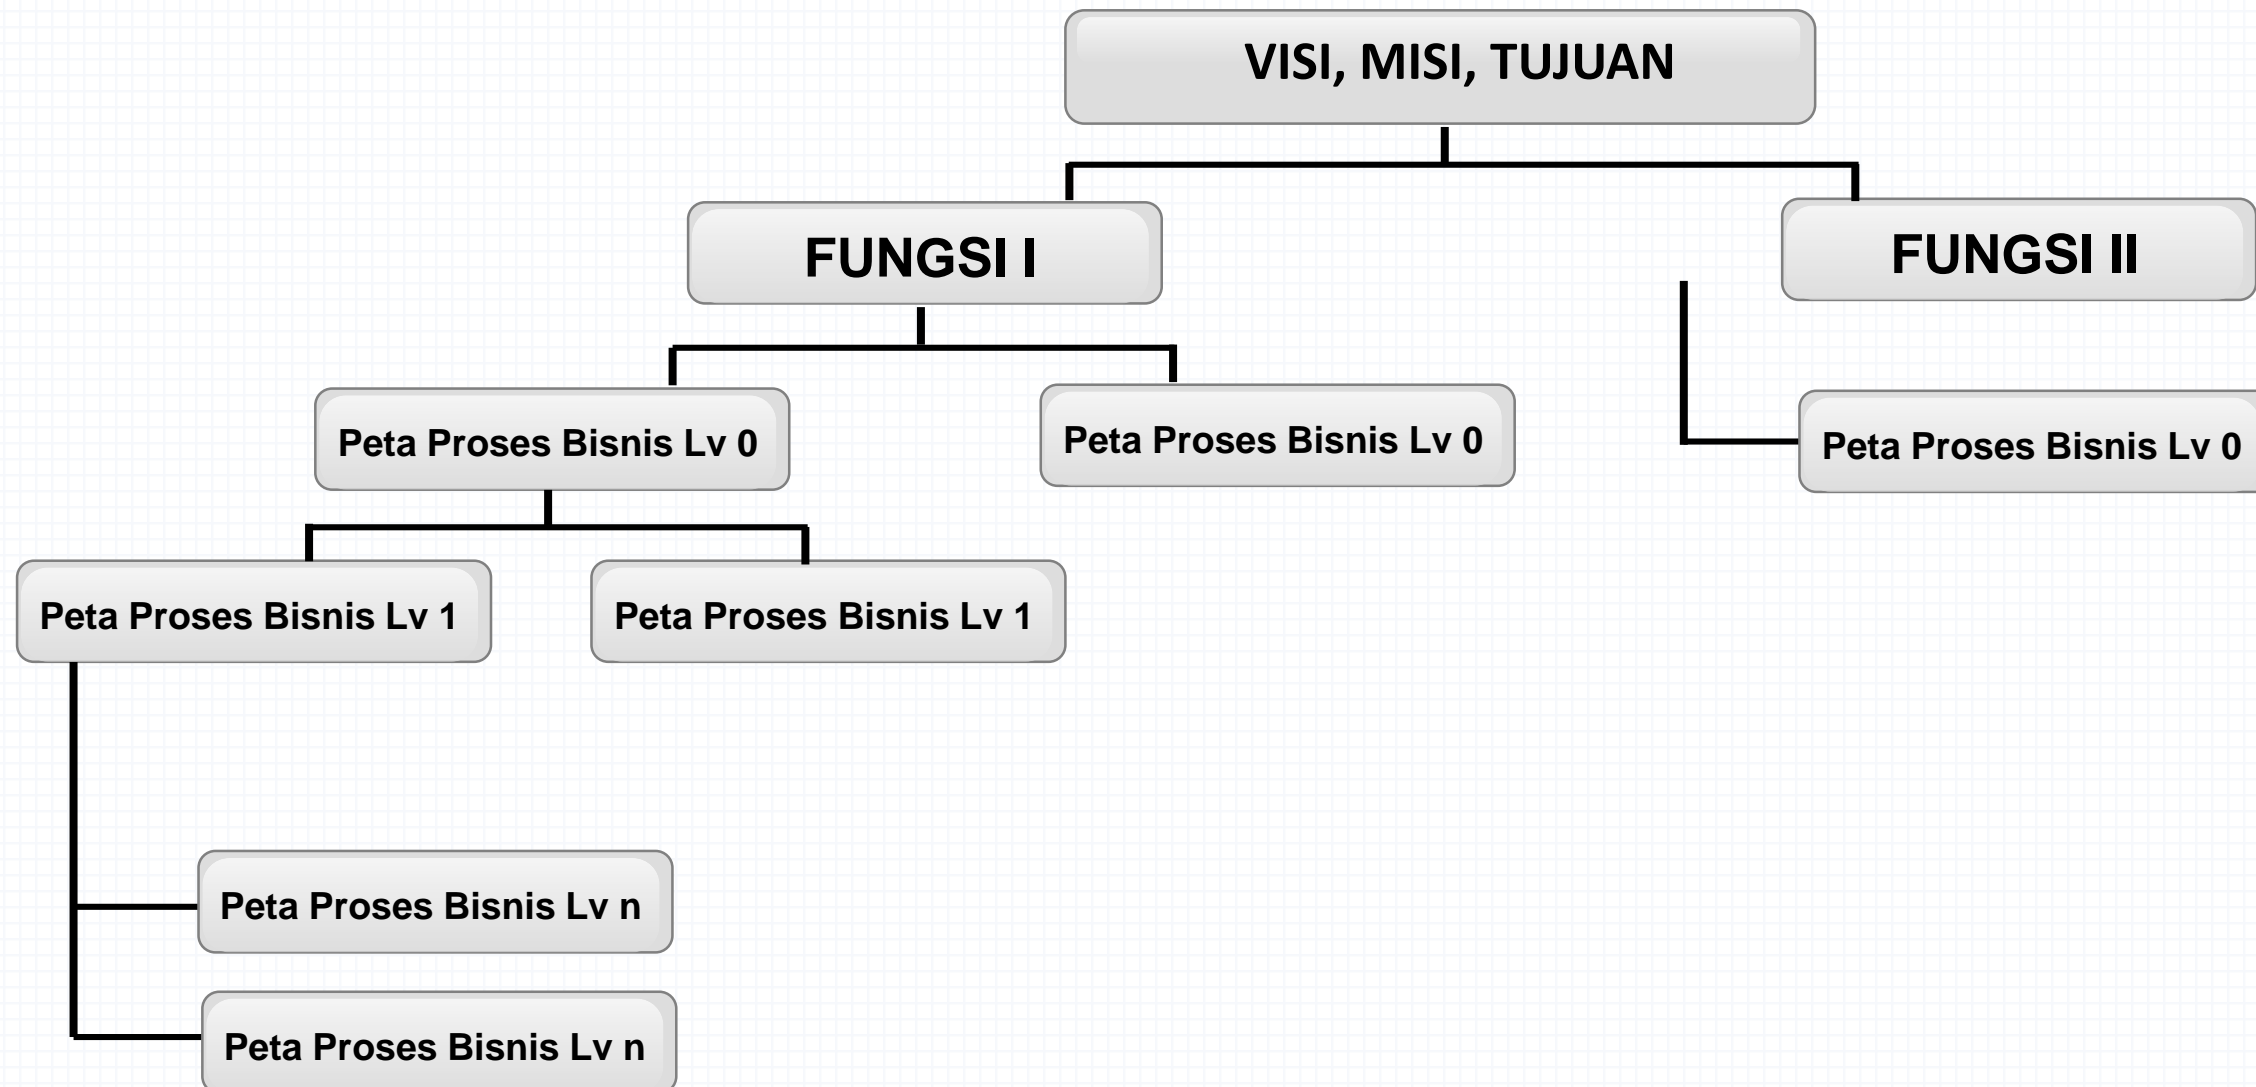 VISI, MISI, TUJUAN
FUNGSI I
FUNGSI II
Peta Proses Bisnis Lv 0
Peta Proses Bisnis Lv 0
Peta Proses Bisnis Lv 0
Peta Proses Bisnis Lv 1
Peta Proses Bisnis Lv 1
Peta Proses Bisnis Lv n
Peta Proses Bisnis Lv n